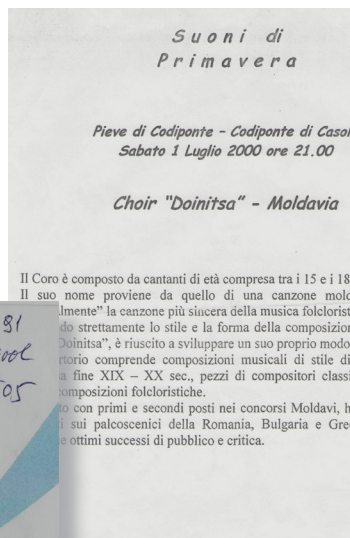 Suoni di
Primavera
Pieve di Codiponte - Codiponte di Casol
Sabato 1 Luglio 2000 ore 21.00
Choir "Doinitsa" - Moldavia
Il Coro è composto da cantanti di età compresa tra i 15 e i 18
Il suo nome proviene da quello di una canzone mold
almente" la canzone più sincera della musica folclorist
do strettamente lo stile e la forma della composizion
Doinitsa", è riuscito a sviluppare un suo proprio modo
rtorio comprende composizioni musicali di stile di
fine XIX – XX sec., pezzi di compositori classi
omposizioni folcloristiche.
to con primi e secondi posti nei concorsi Moldavi, h
i sui palcoscenici della Romania, Bulgaria e Gre
e ottimi successi di pubblico e critica.
91
ool
05